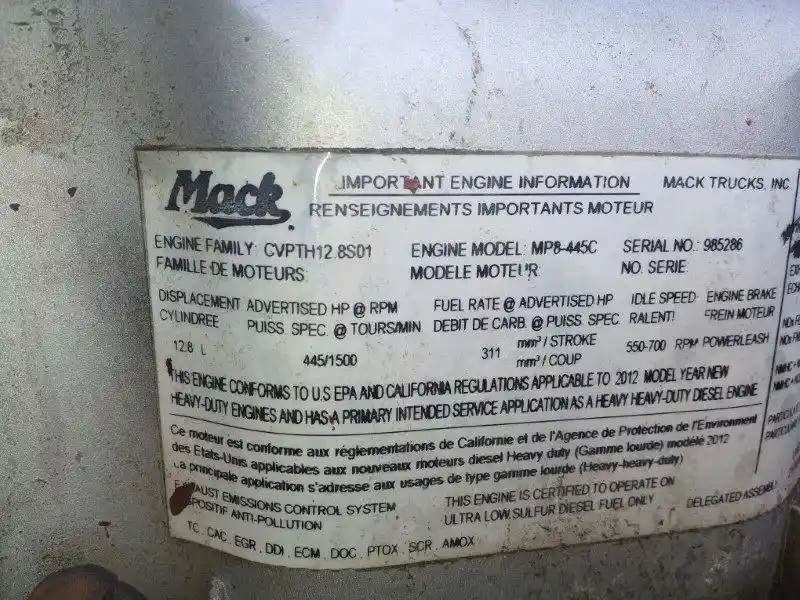 Mack
IMPORTANT ENGINE INFORMATION
MACK TRUCKS, INC
RENSEIGNEMENTS IMPORTANTS MOTEUR
ENGINE FAMILY: CVPTH12.8S01 ENGINE MODEL: MP8-445C SERIAL NO.: 985286
FAMILLE DE MOTEURS MODELE MOTEUR NO. SERIE
DISPLACEMENT ADVERTISED HP @ RPM FUEL RATE @ ADVERTISED HP IDLE SPEED ENGINE BRAKE
CYLINDREE PUISS. SPEC. @ TOURS/MIN DEBIT DE CARB. @ PUISS. SPEC. RALENTI FREIN MOTEUR
12.8 L 445/1500 311 mm³ / STROKE 550-700 RPM POWERLEASH
mm³ / COUP
THIS ENGINE CONFORMS TO U.S EPA AND CALIFORNIA REGULATIONS APPLICABLE TO 2012 MODEL YEAR NEW
HEAVY-DUTY ENGINES AND HAS A PRIMARY INTENDED SERVICE APPLICATION AS A HEAVY HEAVY-DUTY DIESEL ENGINE
Ce moteur est conforme aux réglementations de Californie et de l'Agence de Protection de l'Environment
des Etats-Unis applicables aux nouveaux moteurs diesel Heavy duty (Gamme lourde) modélé 2012
La principale application s'adresse aux usages de type gamme lourde (Heavy-heavy-duty)
EXHAUST EMISSIONS CONTROL SYSTEM THIS ENGINE IS CERTIFIED TO OPERATE ON
DISPOSITIF ANTI-POLLUTION ULTRA LOW SULFUR DIESEL FUEL ONLY DELEGATED ASSEMBLY
TC, CAC, EGR, DDI, ECM, DOC, PTOX, SCR, AMOX